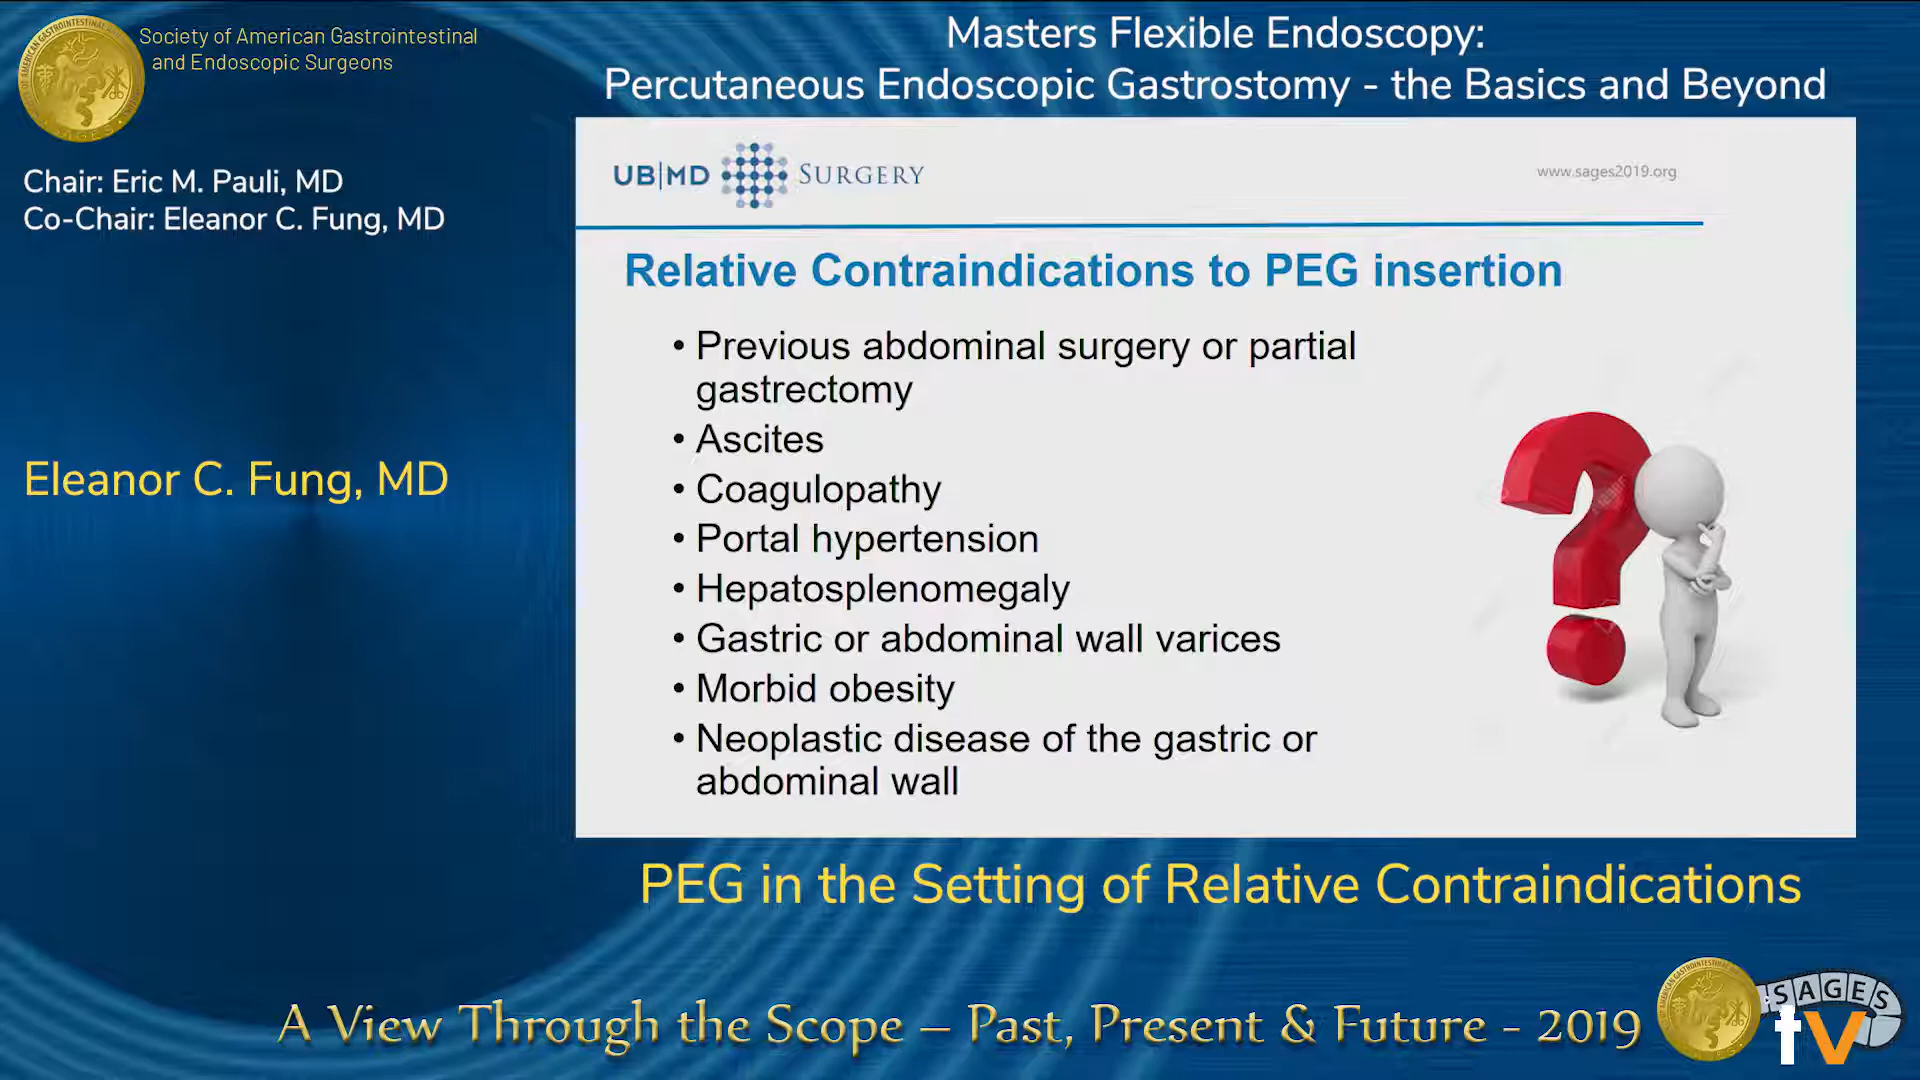 Society of American Gastrointestinal
and Endoscopic Surgeons
Masters Flexible Endoscopy:
Percutaneous Endoscopic Gastrostomy - the Basics and Beyond
Chair: Eric M. Pauli, MD
Co-Chair: Eleanor C. Fung, MD
Eleanor C. Fung, MD
UB|MD SURGERY
www.sages2019.org
Relative Contraindications to PEG insertion
• Previous abdominal surgery or partial
gastrectomy
• Ascites
• Coagulopathy
• Portal hypertension
• Hepatosplenomegaly
• Gastric or abdominal wall varices
• Morbid obesity
• Neoplastic disease of the gastric or
abdominal wall
PEG in the Setting of Relative Contraindications
A View Through the Scope – Past, Present & Future - 2019
SAGES
tv